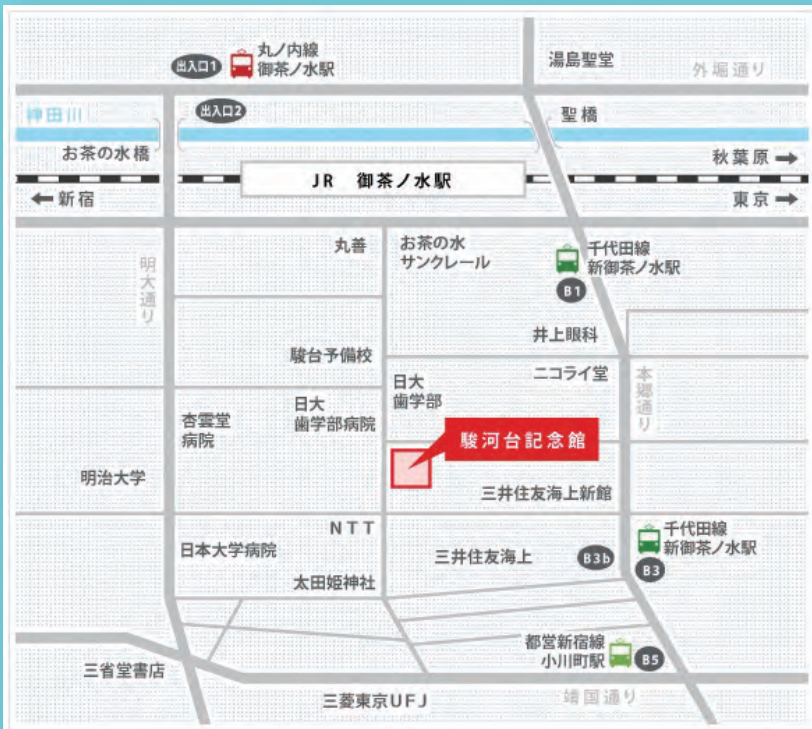 丸ノ内線
出入口1
御茶ノ水駅
湯島聖堂
外堀通り
神田川
出入口2
聖橋
お茶の水橋
秋葉原
JR 御茶ノ水駅
新宿
東京
丸善
お茶の水
サンクレール
千代田線
新御茶ノ水駅
B1
明大通り
井上眼科
駿台予備校
ニコライ堂
日大
歯学部
本郷通り
杏雲堂
病院
日大
歯学部病院
駿河台記念館
明治大学
三井住友海上新館
NTT
千代田線
新御茶ノ水駅
日本大学病院
三井住友海上
B3b
B3
太田姫神社
都営新宿線
小川町駅
B5
三省堂書店
三菱東京UFJ
靖国通り